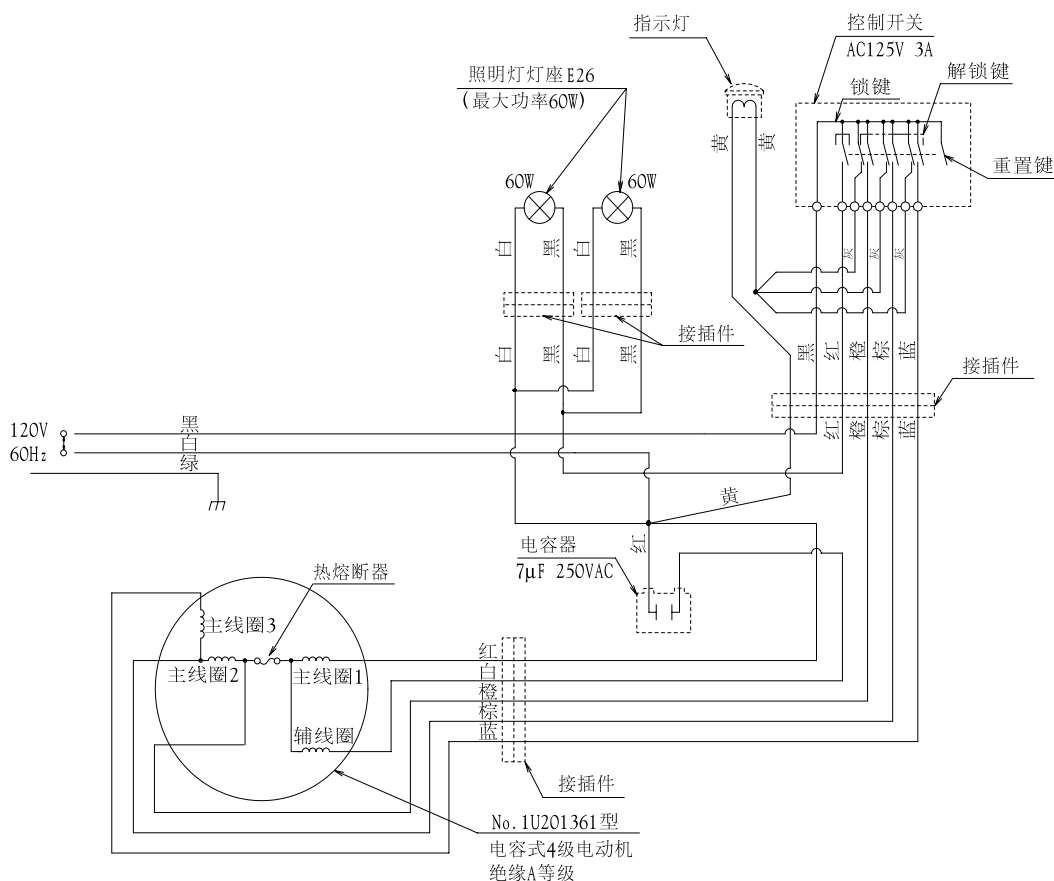 指示灯
控制开关
AC125V 3A
照明灯灯座E26
(最大功率60W)
锁键
解锁键
重置键
黄
黄
60W
60W
白
黑
白
黑
灰
灰
灰
接插件
白
黑
白
黑
黑
红
橙
棕
蓝
接插件
120V
60Hz
黑
白
绿
红
橙
棕
蓝
黄
红
电容器
7μF 250VAC
热熔断器
主线圈3
主线圈2
主线圈1
辅线圈
红
白
橙
棕
蓝
接插件
No.1U201361型
电容式4级电动机
绝缘A等级